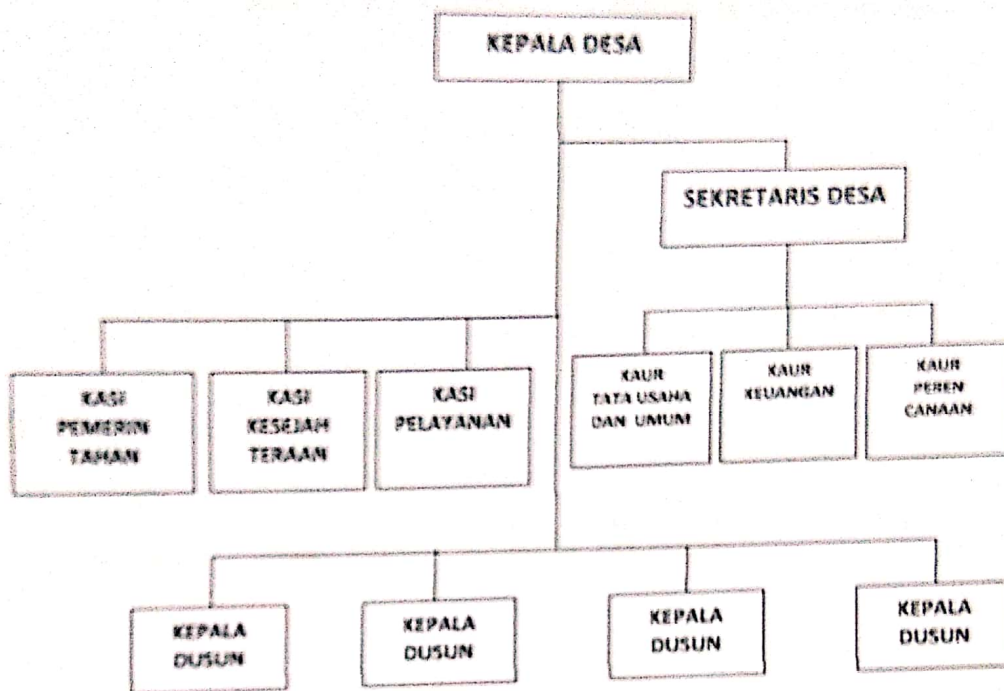 KEPALA DESA
SEKRETARIS DESA
KASI
PEMERIN
TAHAN
KASI
KESEJAH
TERAAN
KASI
PELAYANAN
KAUR
TATA USAHA
DAN UMUM
KAUR
KEUANGAN
KAUR
PEREN
CANAAN
KEPALA
DUSUN
KEPALA
DUSUN
KEPALA
DUSUN
KEPALA
DUSUN